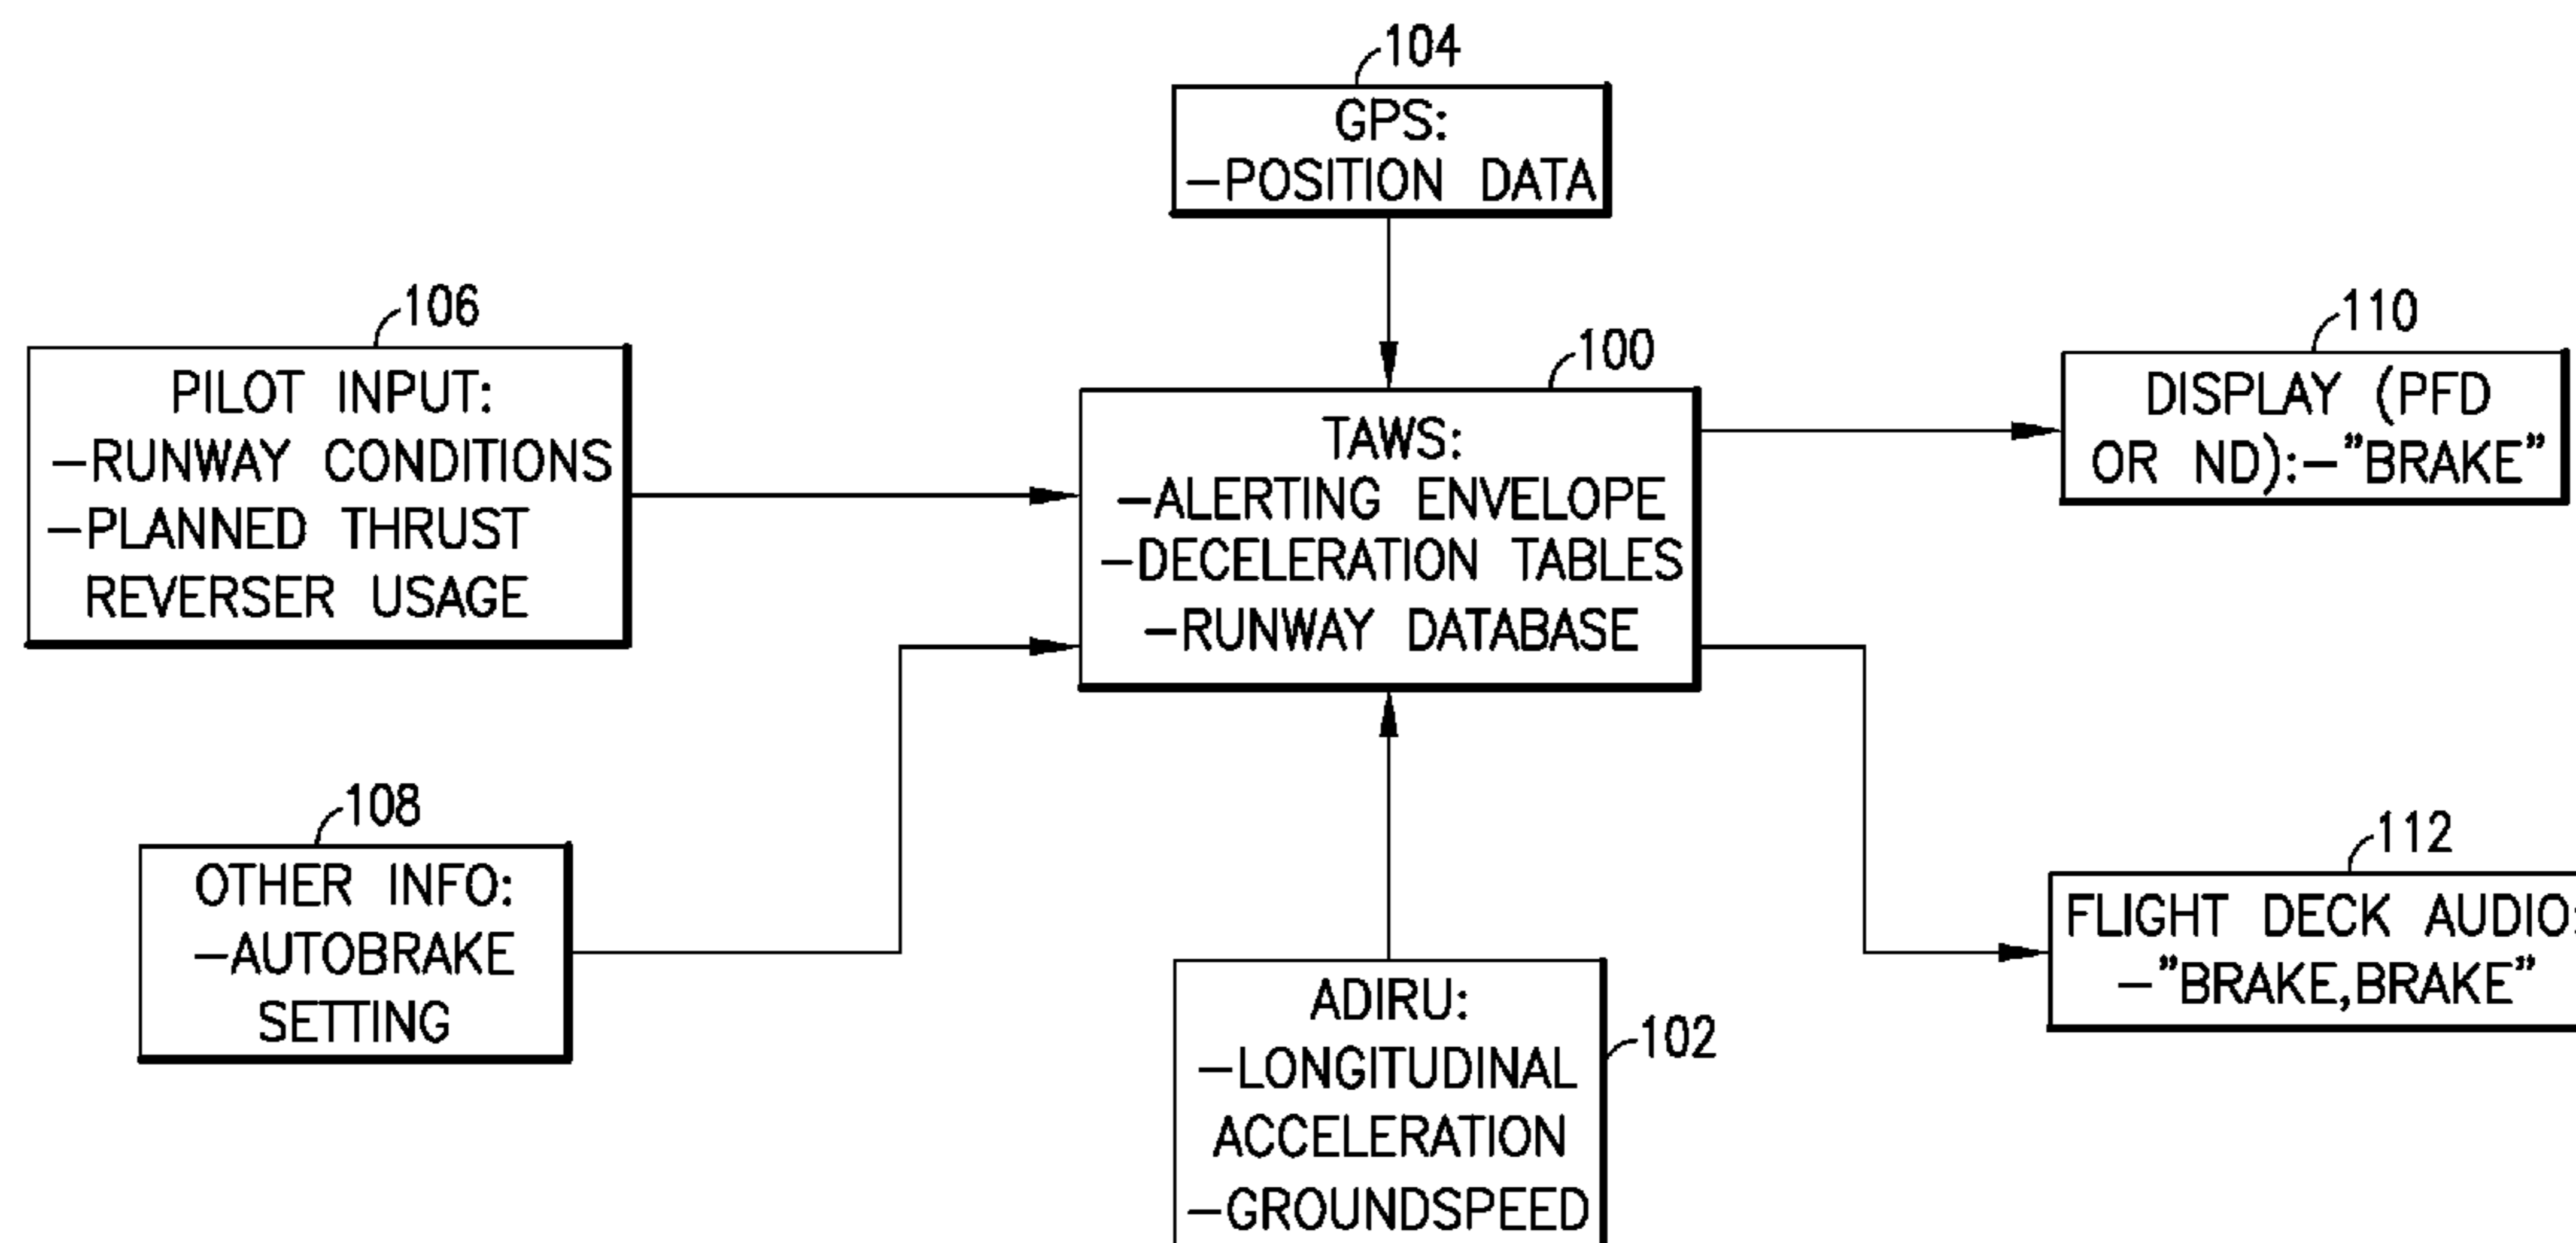 104
GPS:
-POSITION DATA
106
PILOT INPUT:
-RUNWAY CONDITIONS
-PLANNED THRUST
REVERSER USAGE
100
TAWS:
-ALERTING ENVELOPE
-DECELERATION TABLES
-RUNWAY DATABASE
110
DISPLAY (PFD
OR ND):-"BRAKE"
108
OTHER INFO:
-AUTOBRAKE
SETTING
112
FLIGHT DECK AUDIO:
-"BRAKE,BRAKE"
102
ADIRU:
-LONGITUDINAL
ACCELERATION
-GROUNDSPEED